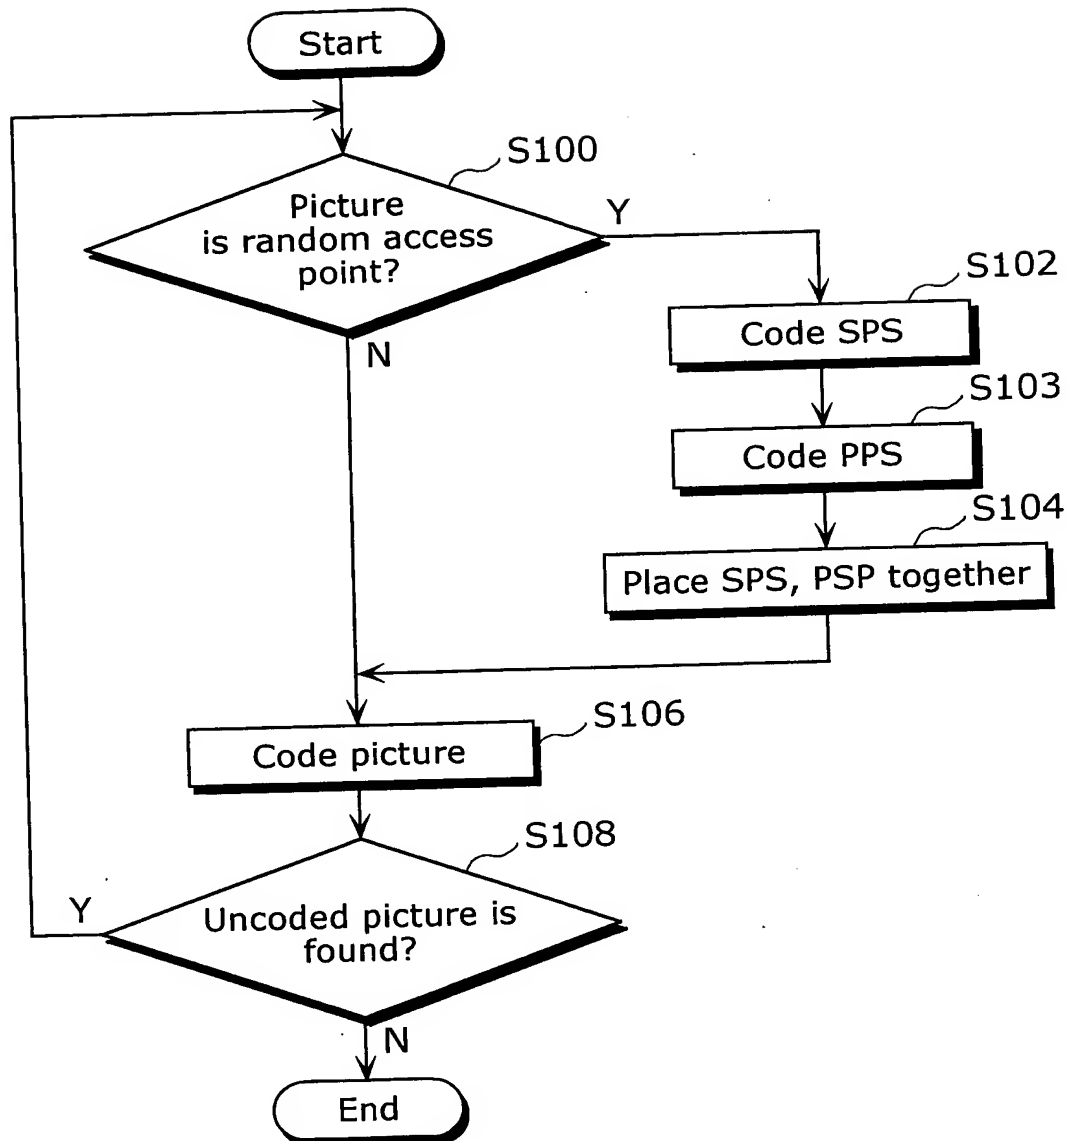 Start
S100
Picture
is random access
point?
Y
N
S102
Code SPS
S103
Code PPS
S104
Place SPS, PSP together
S106
Code picture
S108
Uncoded picture is
found?
Y
N
End